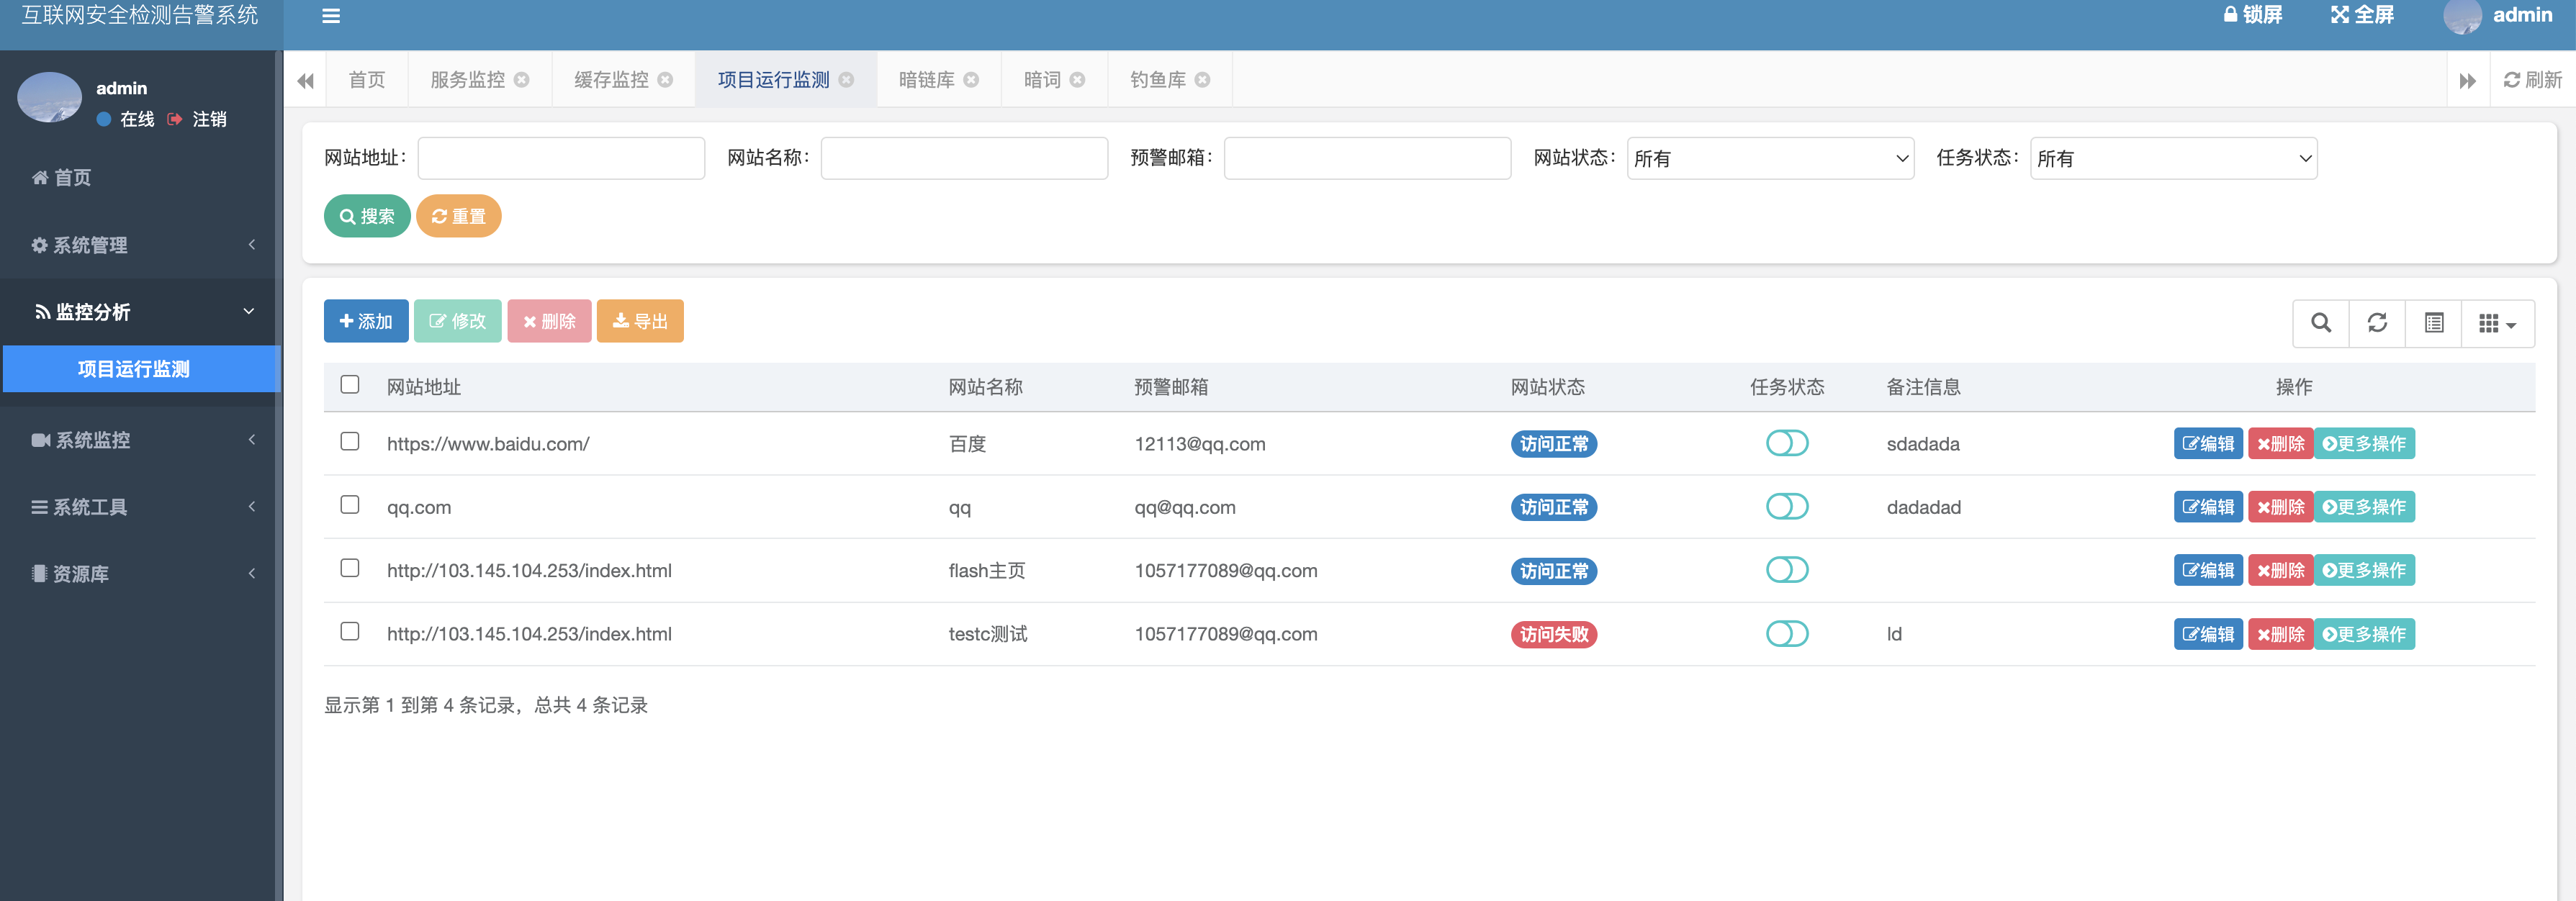 互联网安全检测告警系统
锁屏 全屏 admin
admin
在线 注销
首页
系统管理
监控分析
项目运行监测
系统监控
系统工具
资源库
首页 服务监控 缓存监控 项目运行监测 暗链库 暗词 钓鱼库 刷新
网站地址： 网站名称： 预警邮箱： 网站状态： 所有 任务状态： 所有
搜索 重置
添加 修改 删除 导出
网站地址 网站名称 预警邮箱 网站状态 任务状态 备注信息 操作
https://www.baidu.com/ 百度 12113@qq.com 访问正常 sdadada 编辑 删除 更多操作
qq.com qq qq@qq.com 访问正常 dadadad 编辑 删除 更多操作
http://103.145.104.253/index.html flash主页 1057177089@qq.com 访问正常 编辑 删除 更多操作
http://103.145.104.253/index.html testc测试 1057177089@qq.com 访问失败 ld 编辑 删除 更多操作
显示第 1 到第 4 条记录，总共 4 条记录